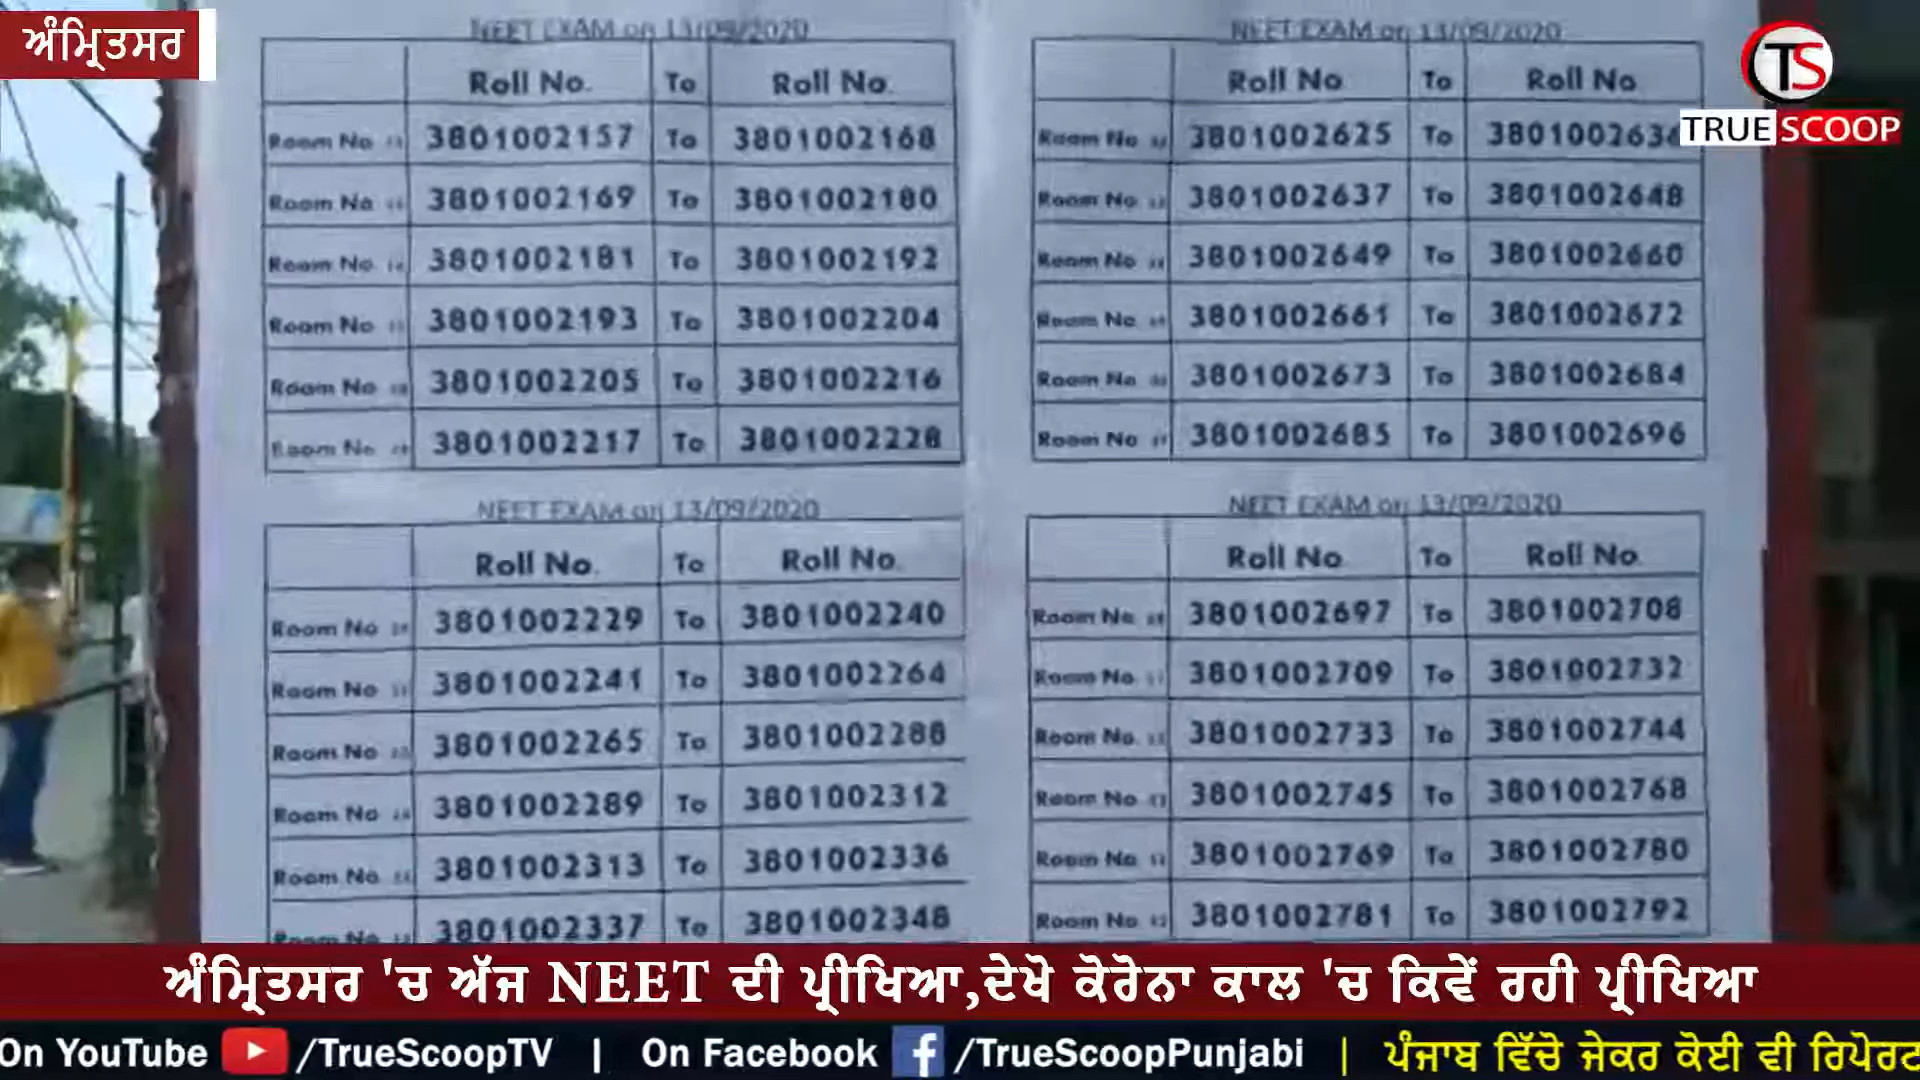 ਅੰਮ੍ਰਿਤਸਰ
TS
TRUE SCOOP
NEET EXAM on 13/09/2020
Roll No. To Roll No.
Room No 3801002157 To 3801002168
Room No 3801002169 To 3801002180
Room No 3801002181 To 3801002192
Room No 3801002193 To 3801002204
Room No 3801002205 To 3801002216
Room No 3801002217 To 3801002228
NEET EXAM on 13/09/2020
Roll No. To Roll No.
Room No 3801002229 To 3801002240
Room No 3801002241 To 3801002264
Room No 3801002265 To 3801002288
Room No 3801002289 To 3801002312
Room No 3801002313 To 3801002336
Room No 3801002337 To 3801002348
NEET EXAM on 13/09/2020
Roll No To Roll No.
Room No 3801002625 To
Room No 3801002637 To 3801002648
Room No 3801002649 To 3801002660
Room No 3801002661 To 3801002672
Room No 3801002673 To 3801002684
Room No 3801002685 To 3801002696
NEET EXAM on 13/09/2020
Roll No To Roll No.
Room No 3801002697 To 3801002708
Room No 3801002709 To 3801002732
Room No 3801002733 To 3801002744
Room No 3801002745 To 3801002768
Room No 3801002769 To 3801002780
Room No 3801002781 To 3801002792
ਅੰਮ੍ਰਿਤਸਰ 'ਚ ਅੱਜ NEET ਦੀ ਪ੍ਰੀਖਿਆ,ਦੇਖੋ ਕੋਰੋਨਾ ਕਾਲ 'ਚ ਕਿਵੇਂ ਰਹੀ ਪ੍ਰੀਖਿਆ
On YouTube /TrueScoopTV | On Facebook f /TrueScoopPunjabi | ਪੰਜਾਬ ਵਿੱਚੋ ਜੇਕਰ ਕੋਈ ਵੀ ਰਿਪੋਰਟ